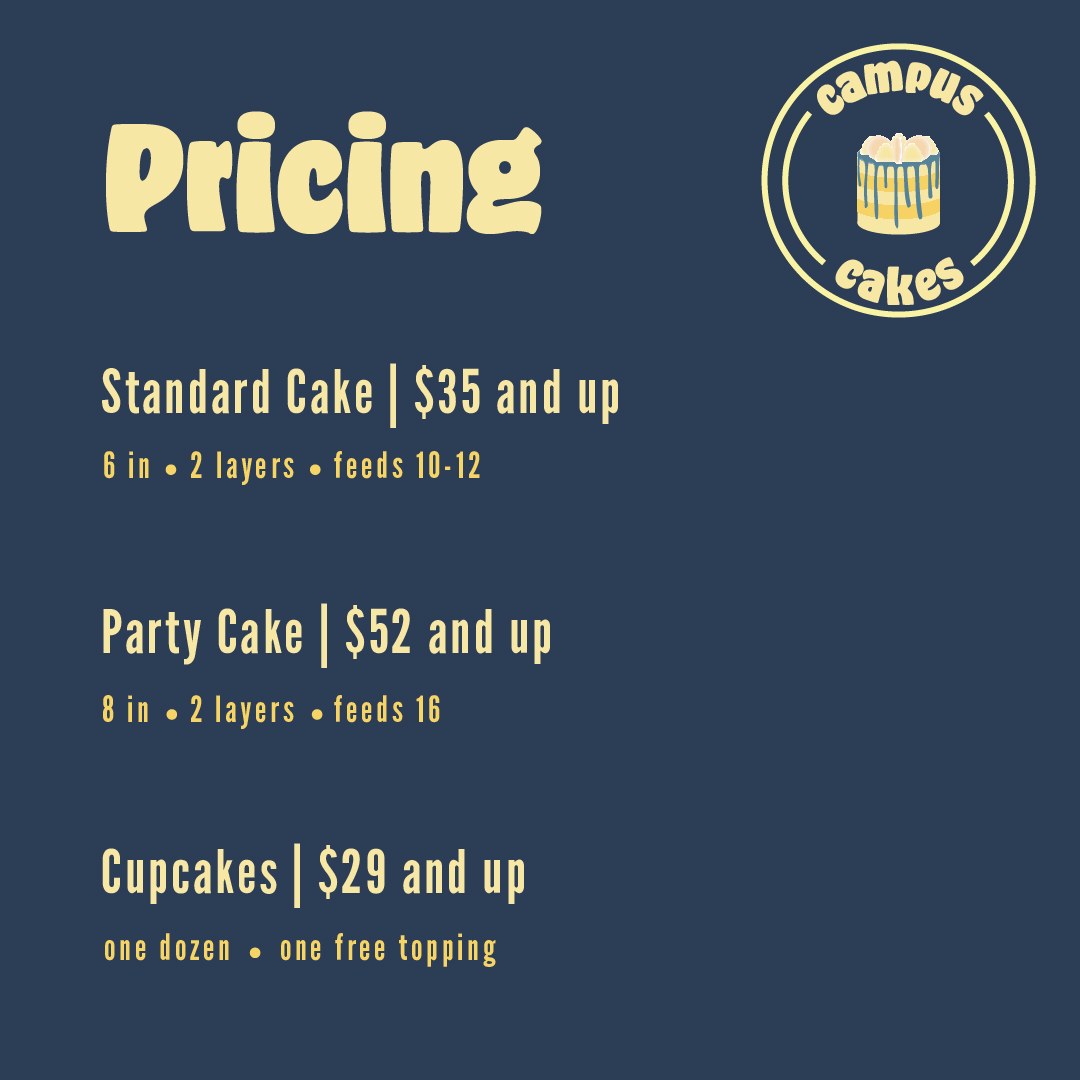 Pricing
campus
cakes
Standard Cake | $35 and up
6 in • 2 layers • feeds 10-12
Party Cake | $52 and up
8 in • 2 layers • feeds 16
Cupcakes | $29 and up
one dozen • one free topping